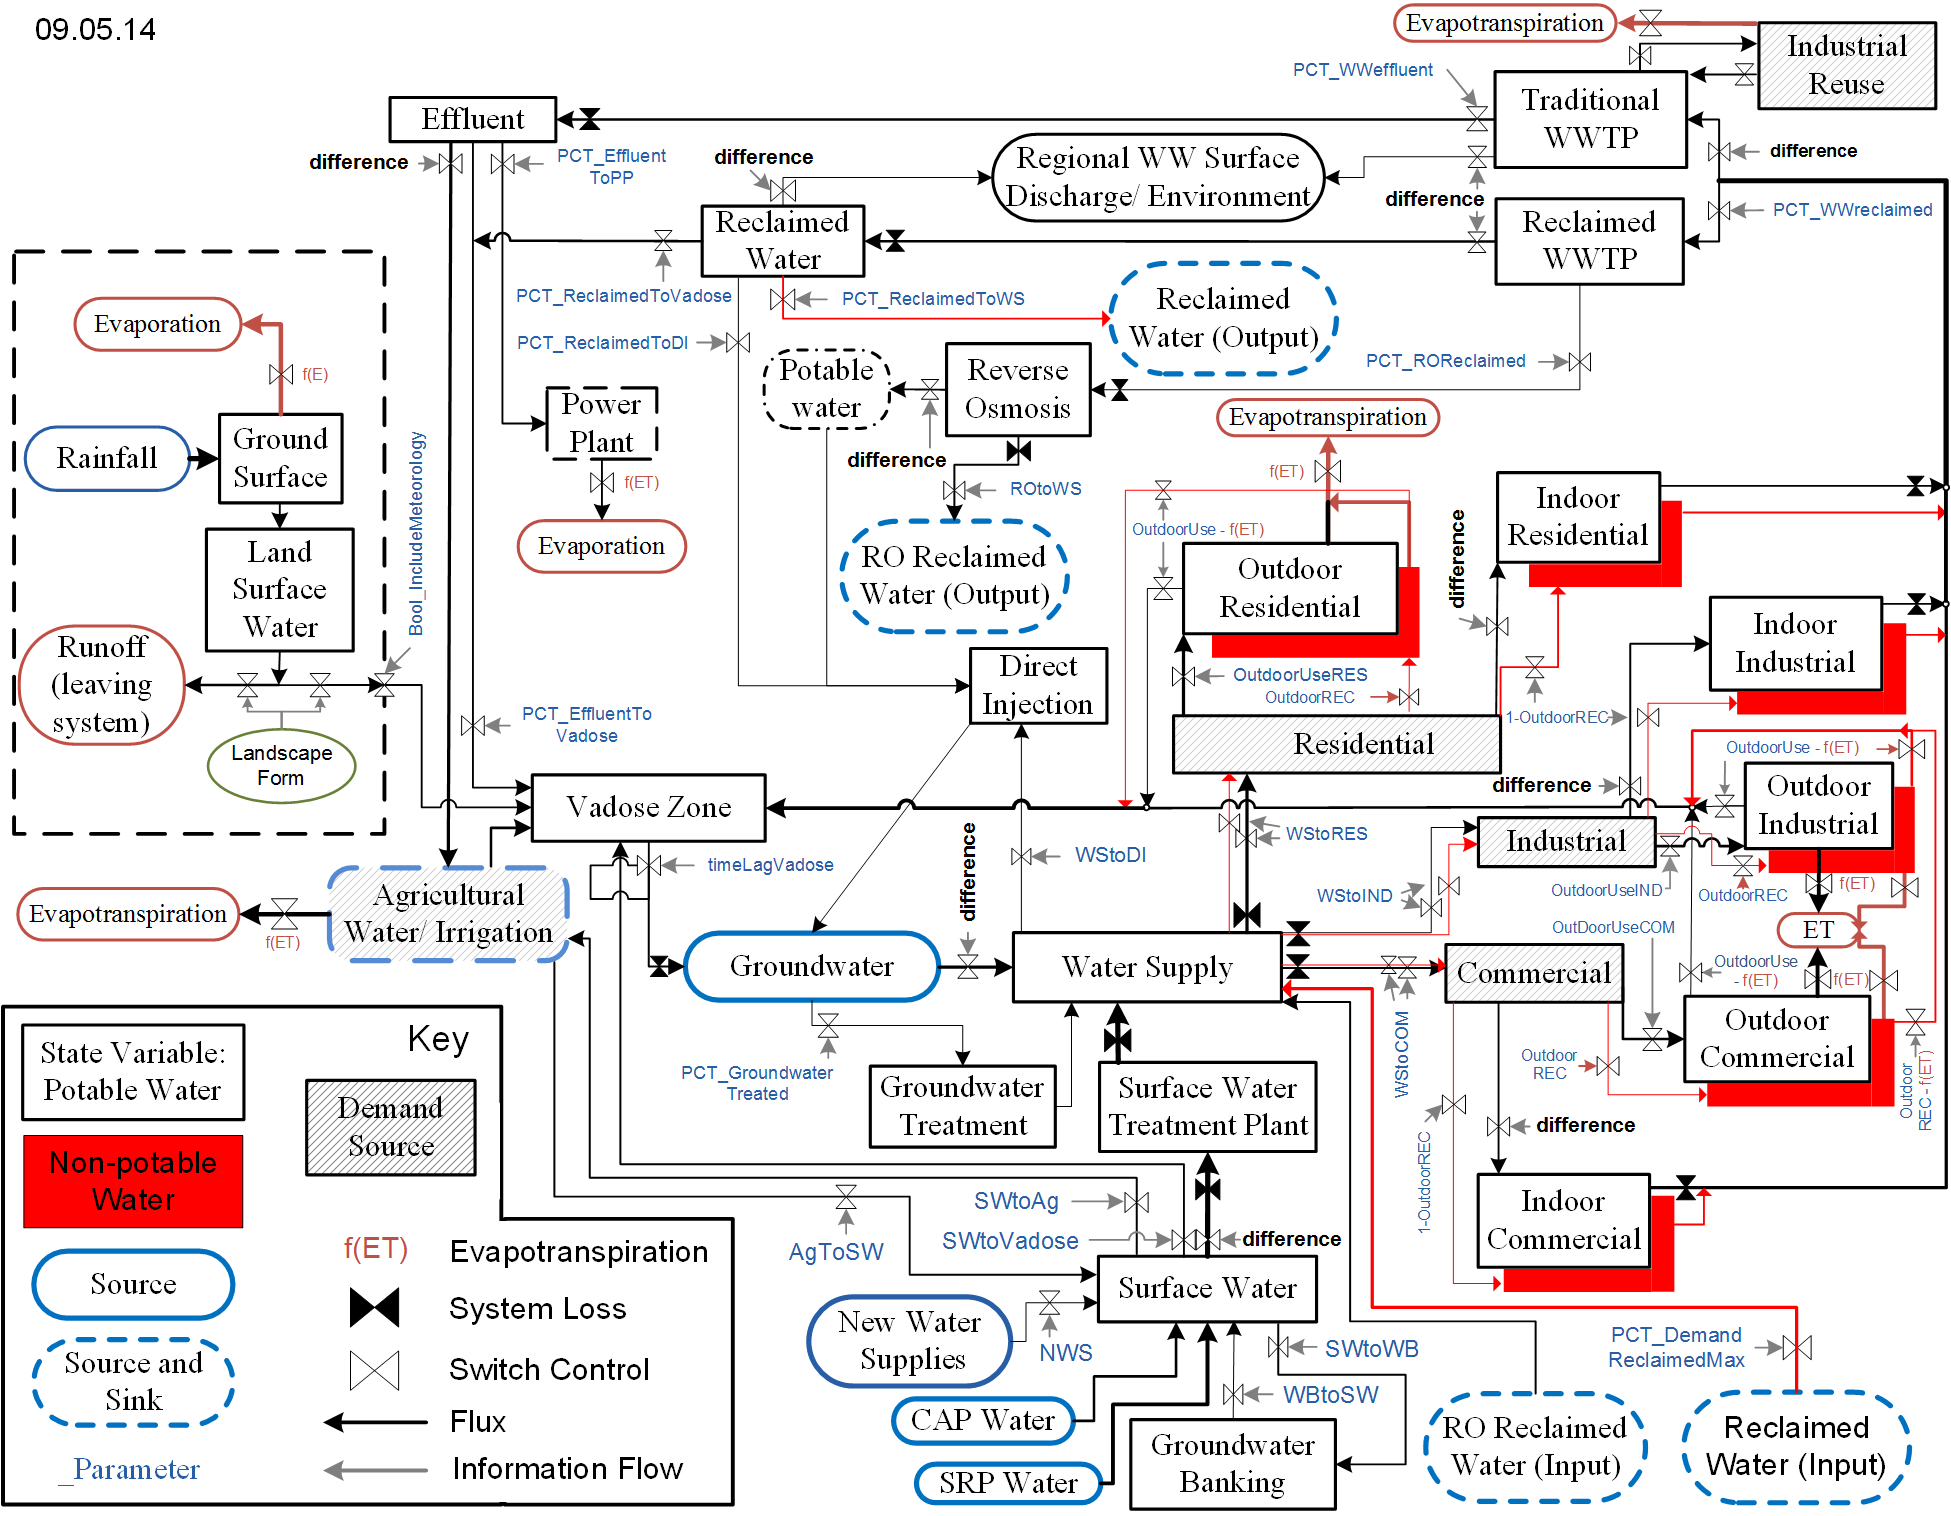 09.05.14
Evapotranspiration
Industrial
Reuse
PCT_WWeffluent
Traditional
WWTP
Effluent
difference
PCT_Effluent
ToPP
difference
Regional WW Surface
Discharge/ Environment
difference
difference
PCT_WWreclaimed
Reclaimed
Water
Reclaimed
WWTP
PCT_ReclaimedToVadose
PCT_ReclaimedToWS
Reclaimed
Water (Output)
PCT_ReclaimedToDI
PCT_ROReclaimed
Evaporation
f(E)
Potable
water
Reverse
Osmosis
Power
Plant
Evapotranspiration
Rainfall
Ground
Surface
Bool_IncludeMeteorology
difference
ROtoWS
f(ET)
f(ET)
Evaporation
RO Reclaimed
Water (Output)
OutdoorUse - f(ET)
Outdoor
Residential
difference
Indoor
Residential
Land
Surface
Water
Runoff
(leaving
system)
Landscape
Form
PCT_EffluentTo
Vadose
Direct
Injection
OutdoorUseRES
OutdoorREC
1-OutdoorREC
Indoor
Industrial
Residential
difference
OutdoorUse - f(ET)
Outdoor
Industrial
Vadose Zone
timeLagVadose
WStoDI
WStoRES
Industrial
OutdoorUseIND
OutdoorREC
f(ET)
difference
WStoIND
Agricultural
Water/ Irrigation
Evapotranspiration
f(ET)
OutDoorUseCOM
ET
Groundwater
Water Supply
Commercial
OutdoorUse
- f(ET)
f(ET)
Outdoor
Commercial
WStoCOM
Outdoor
REC
Outdoor
REC - f(ET)
PCT_Groundwater
Treated
Groundwater
Treatment
Surface Water
Treatment Plant
1-OutdoorREC
difference
Indoor
Commercial
SWtoAg
SWtoVadose
difference
AgToSW
Surface Water
New Water
Supplies
NWS
SWtoWB
WBtoSW
CAP Water
SRP Water
Groundwater
Banking
PCT_Demand
ReclaimedMax
RO Reclaimed
Water (Input)
Reclaimed
Water (Input)
Key
State Variable:
Potable Water
Demand
Source
Non-potable
Water
Source
Source and
Sink
_Parameter
f(ET)
Evapotranspiration
System Loss
Switch Control
Flux
Information Flow